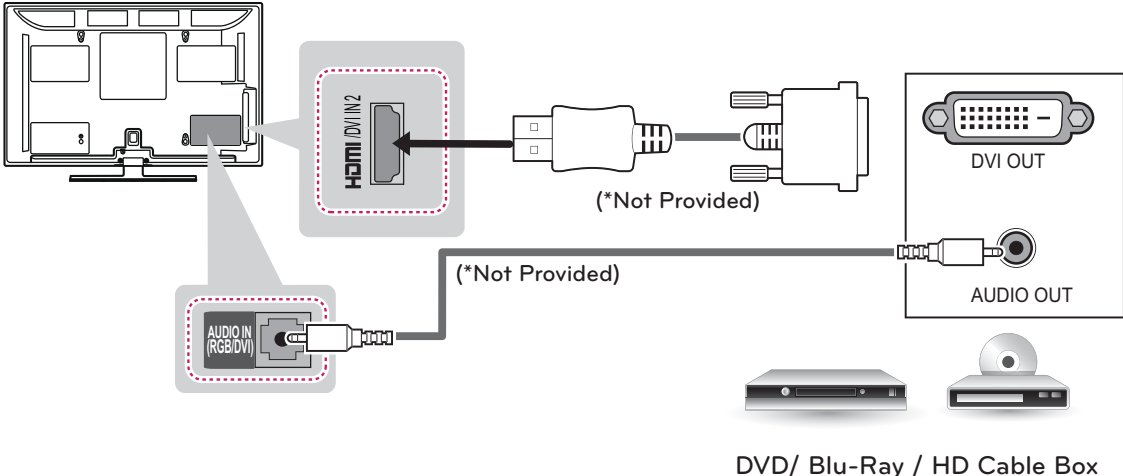 HDMI /DVI IN 2
DVI OUT
(*Not Provided)
(*Not Provided)
AUDIO OUT
AUDIO IN
(RGB/DVI)
DVD/ Blu-Ray / HD Cable Box